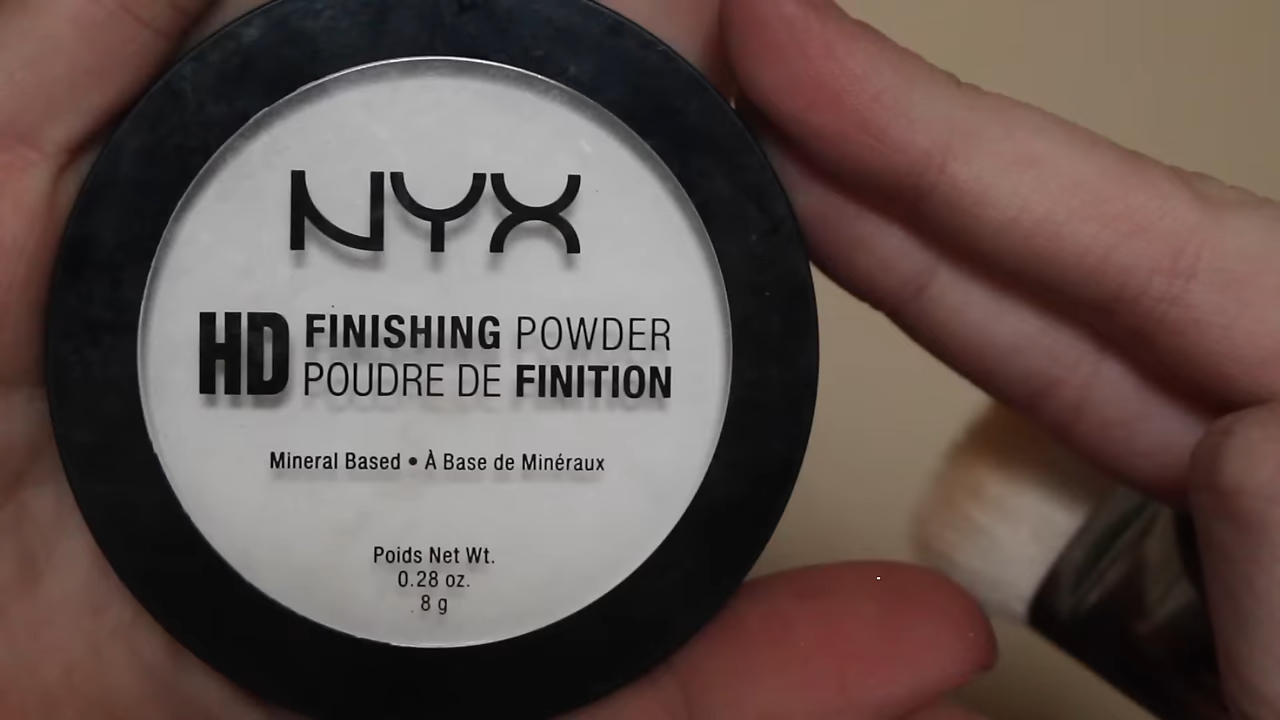 NYX
HD FINISHING POWDER
POUDRE DE FINITION
Mineral Based • À Base de Minéraux
Poids Net Wt.
0.28 oz.
8 g